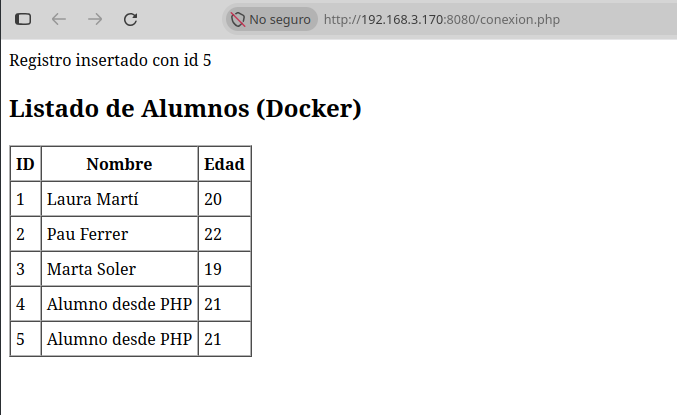 No seguro http://192.168.3.170:8080/conexion.php
Registro insertado con id 5
Listado de Alumnos (Docker)
ID Nombre Edad
1 Laura Martí 20
2 Pau Ferrer 22
3 Marta Soler 19
4 Alumno desde PHP 21
5 Alumno desde PHP 21